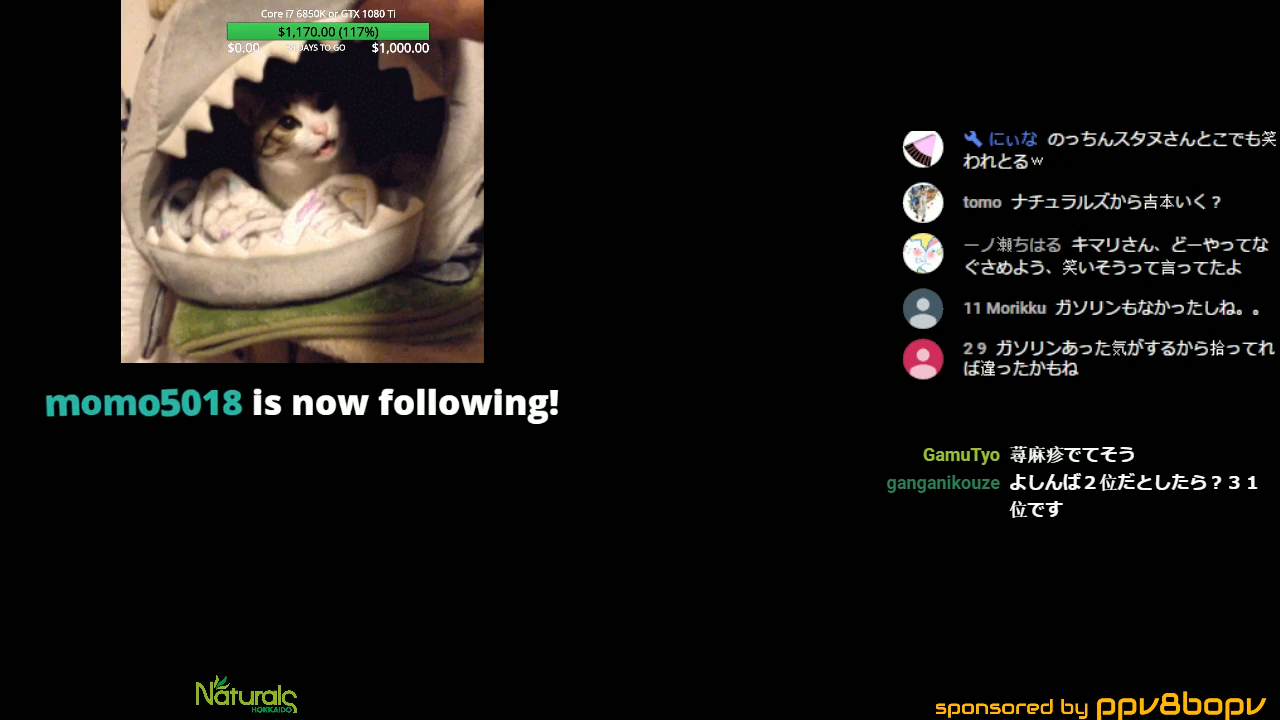 Core i7 6850K or GTX 1080 Ti
$1,170.00 (117%)
$0.00 DAYS TO GO $1,000.00
にぃな のっちんスタヌさんとこでも笑
われとるw
tomo ナチュラルズから吉本いく？
一ノ瀬ちはる キマリさん、どーやってな
ぐさめよう、笑いそうって言ってたよ
11 Morikku ガソリンもなかったしね。。
2 9 ガソリンあった気がするから拾ってれ
ば違ったかもね
momo5018 is now following!
GamuTyo 蕁麻疹でてそう
ganganikouze よしんば２位だとしたら？３１
位です
Naturals
HOKKAIDO
sponsored by ppv8bopv